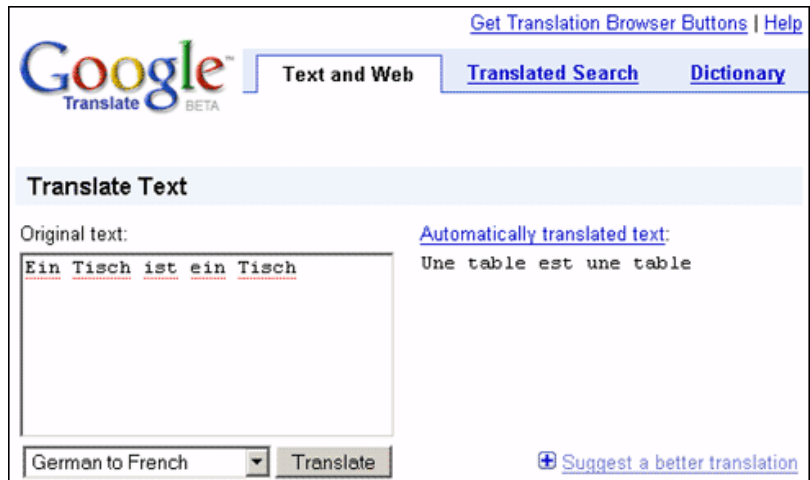 Get Translation Browser Buttons | Help
Google™
Translate BETA
Text and Web Translated Search Dictionary
Translate Text
Original text:
Ein Tisch ist ein Tisch
German to French Translate
Automatically translated text:
Une table est une table
Suggest a better translation